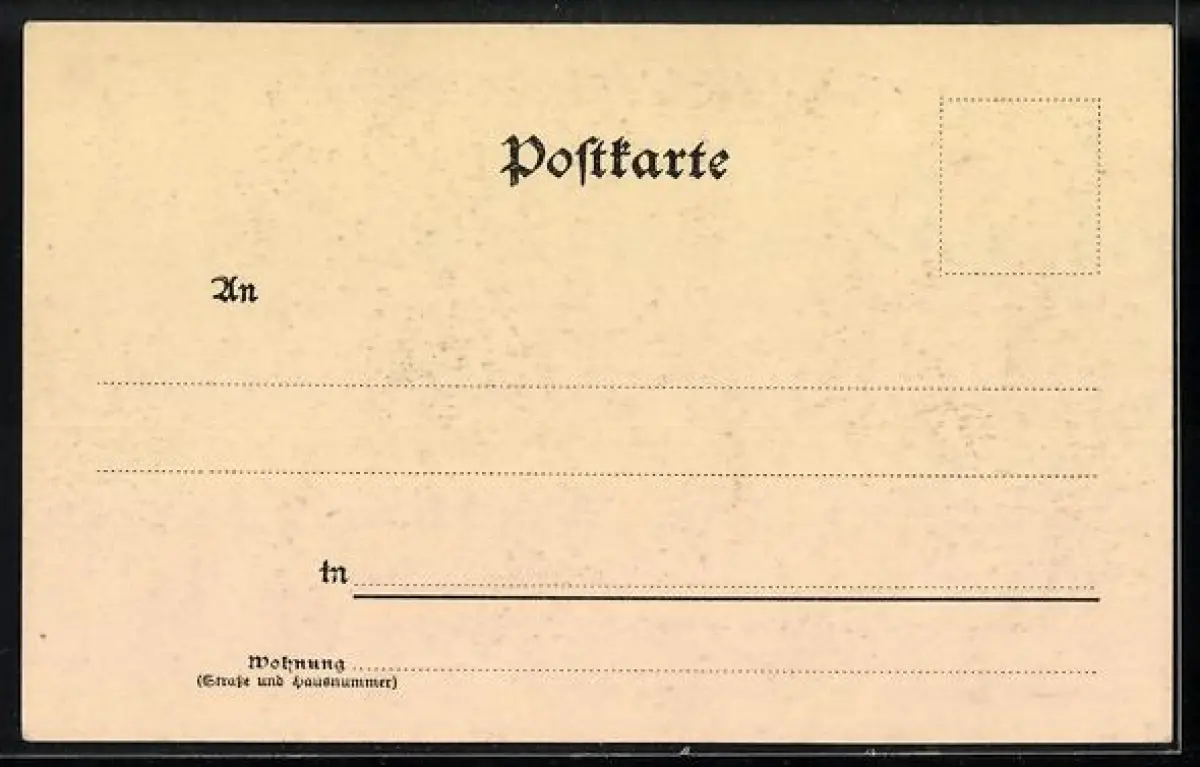 Poſtkarte
An
in
Wohnung
(Straße und Hausnummer)